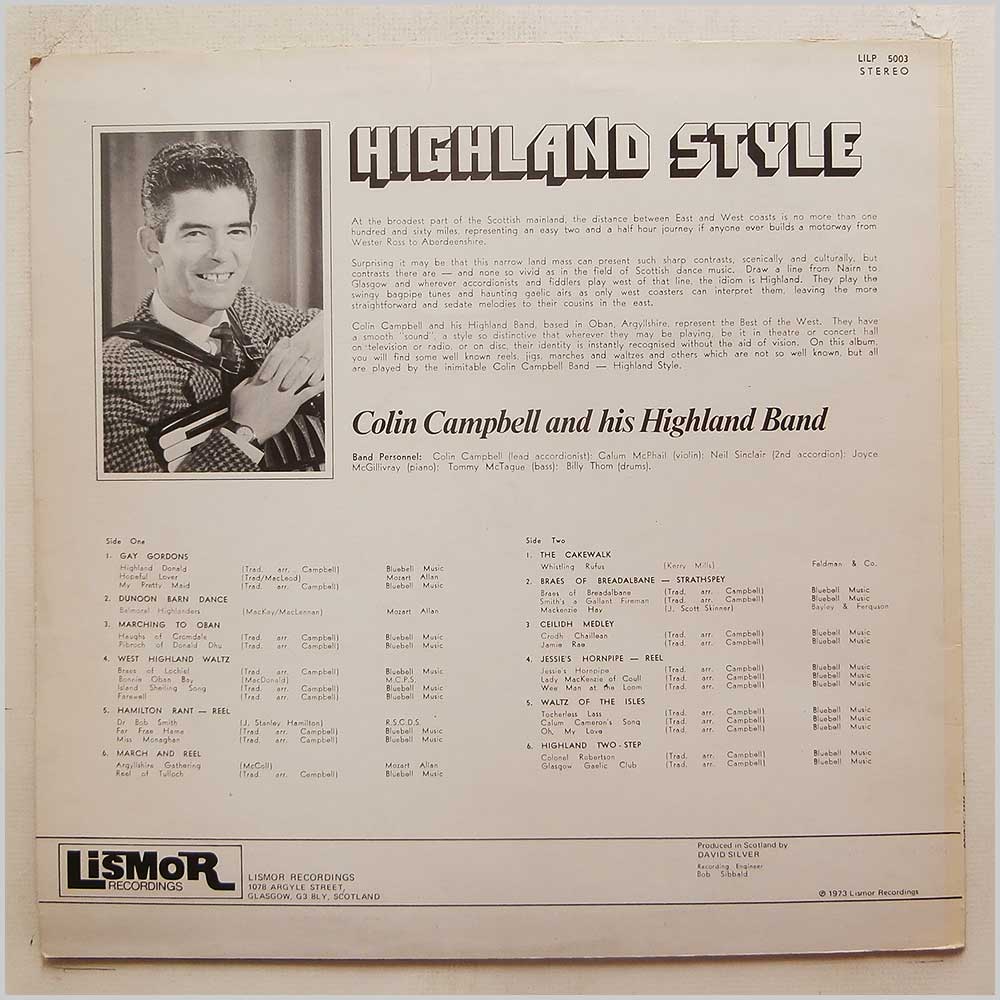 LILP 5003
STEREO
HIGHLAND STYLE
At the broadest part of the Scottish mainland, the distance between East and West coasts is no more than one
hundred and sixty miles, representing an easy two and a half hour journey if anyone ever builds a motorway from
Wester Ross to Aberdeenshire.
Surprising it may be that this narrow land mass can present such sharp contrasts, scenically and culturally, but
contrasts there are — and none so vivid as in the field of Scottish dance music. Draw a line from Nairn to
Glasgow and wherever accordionists and fiddlers play west of that line, the idiom is Highland. They play the
swingy bagpipe tunes and haunting gaelic airs as only west coasters can interpret them, leaving the more
straightforward and sedate melodies to their cousins in the east.
Colin Campbell and his Highland Band, based in Oban, Argyllshire, represent the Best of the West. They have
a smooth 'sound', a style so distinctive that wherever they may be playing, be it in theatre or concert hall
on television or radio, or on disc, their identity is instantly recognised without the aid of vision. On this album,
you will find some well known reels, jigs, marches and waltzes and others which are not so well known, but all
are played by the inimitable Colin Campbell Band — Highland Style.
Colin Campbell and his Highland Band
Band Personnel: Colin Campbell (lead accordionist): Calum McPhail (violin): Neil Sinclair (2nd accordion): Joyce
McGillivray (piano): Tommy McTague (bass): Billy Thom (drums).
Side One
1. GAY GORDONS
Highland Donald (Trad. arr. Campbell) Bluebell Music
Hopeful Lover (Trad/MacLeod) Mozart Allan
My Pretty Maid (Trad. arr. Campbell) Bluebell Music
2. DUNOON BARN DANCE
Balmoral Highlanders (MacKay/MacLennan) Mozart Allan
3. MARCHING TO OBAN
Haughs of Cromdale (Trad. arr. Campbell) Bluebell Music
Pibroch of Donald Dhu (Trad. arr. Campbell) Bluebell Music
4. WEST HIGHLAND WALTZ
Braes of Lochiel (Trad. arr. Campbell) Bluebell Music
Bonnie Oban Bay (MacDonald) M.C.P.S.
Island Sheiling Song (Trad. arr. Campbell) Bluebell Music
Farewell (Trad. arr. Campbell) Bluebell Music
5. HAMILTON RANT — REEL
Dr Bob Smith (J. Stanley Hamilton) R.S.C.D.S.
Far Frae Hame (Trad. arr. Campbell) Bluebell Music
Miss Monaghan (Trad. arr. Campbell) Bluebell Music
6. MARCH AND REEL
Argyllshire Gathering (McColl) Mozart Allan
Reel of Tulloch (Trad. arr. Campbell) Bluebell Music
Side Two
1. THE CAKEWALK
Whistling Rufus (Kerry Mills) Feldman & Co.
2. BRAES OF BREADALBANE — STRATHSPEY
Braes of Breadalbane (Trad. arr. Campbell) Bluebell Music
Smith's a Gallant Fireman (Trad. arr. Campbell) Bluebell Music
Mackenzie Hay (J. Scott Skinner) Bayley & Ferguson
3 CEILIDH MEDLEY
Crodh Chaillean (Trad. arr. Campbell) Bluebell Music
Jamie Rae (Trad. arr. Campbell) Bluebell Music
4. JESSIE'S HORNPIPE — REEL
Jessie's Hornpipe (Trad. arr. Campbell) Bluebell Music
Lady MacKenzie of Coull (Trad. arr. Campbell) Bluebell Music
Wee Man at the Loom (Trad. arr. Campbell) Bluebell Music
5. WALTZ OF THE ISLES
Tocherless Lass (Trad. arr. Campbell) Bluebell Music
Calum Cameron's Song (Trad. arr. Campbell) Bluebell Music
Oh, My Love (Trad. arr. Campbell) Bluebell Music
6. HIGHLAND TWO-STEP
Colonel Robertson (Trad. arr. Campbell) Bluebell Music
Glasgow Gaelic Club (Trad. arr. Campbell) Bluebell Music
LISMOR
RECORDINGS
LISMOR RECORDINGS
1078 ARGYLE STREET,
GLASGOW, G3 8LY, SCOTLAND
Produced in Scotland by
DAVID SILVER
Recording Engineer
Bob Sibbald
℗ 1973 Lismor Recordings